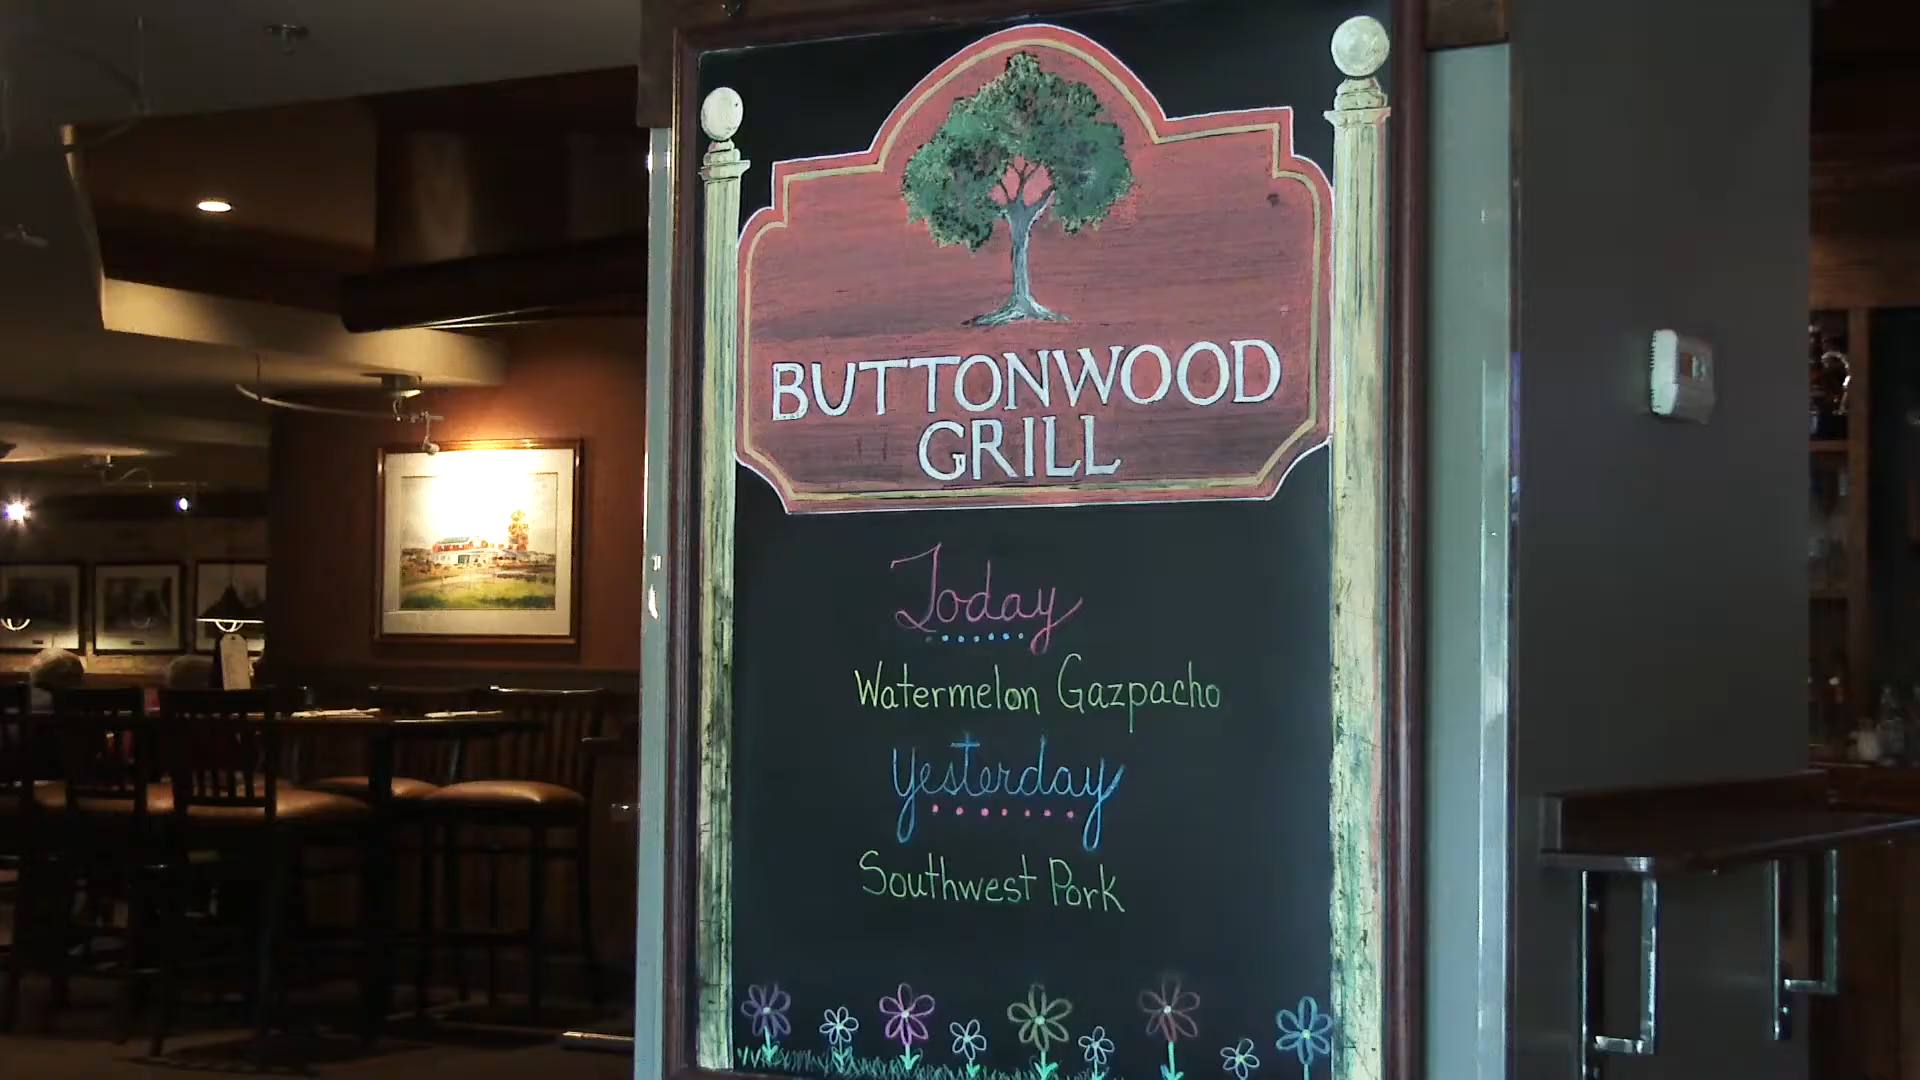 BUTTONWOOD
GRILL
Today
Watermelon Gazpacho
Yesterday
Southwest Pork